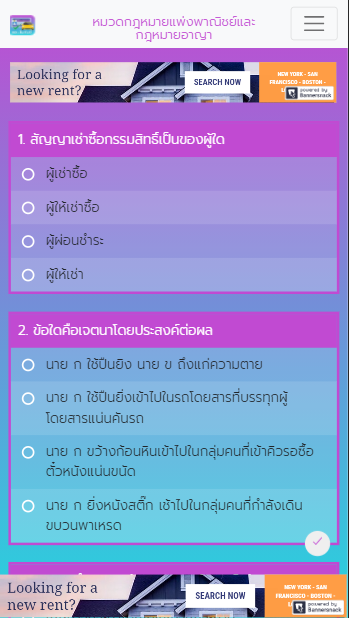 หมวดกฎหมายแพ่งพาณิชย์และ
กฎหมายอาญา
Looking for a
new rent?
SEARCH NOW
NEW YORK - SAN
FRANCISCO - BOSTON -
powered by
Bannersnack
1. สัญญาเช่าซื้อกรรมสิทธิ์เป็นของผู้ใด
ผู้เช่าซื้อ
ผู้ให้เช่าซื้อ
ผู้ผ่อนชำระ
ผู้ให้เช่า
2. ข้อใดคือเจตนาโดยประสงค์ต่อผล
นาย ก ใช้ปืนยิง นาย ข ถึงแก่ความตาย
นาย ก ใช้ปืนยิ่งเข้าไปในรถโดยสารที่บรรทุกผู้
โดยสารแน่นคันรถ
นาย ก ขว้างก้อนหินเข้าไปในกลุ่มคนที่เข้าคิวรอซื้อ
ตั๋วหนังแน่นขนัด
นาย ก ยิ่งหนังสติ๊ก เช้าไปในกลุ่มคนที่กำลังเดิน
ขบวนพาเหรด
Looking for a
new rent?
SEARCH NOW
NEW YORK - SAN
FRANCISCO - BOSTON -
powered by
Bannersnack